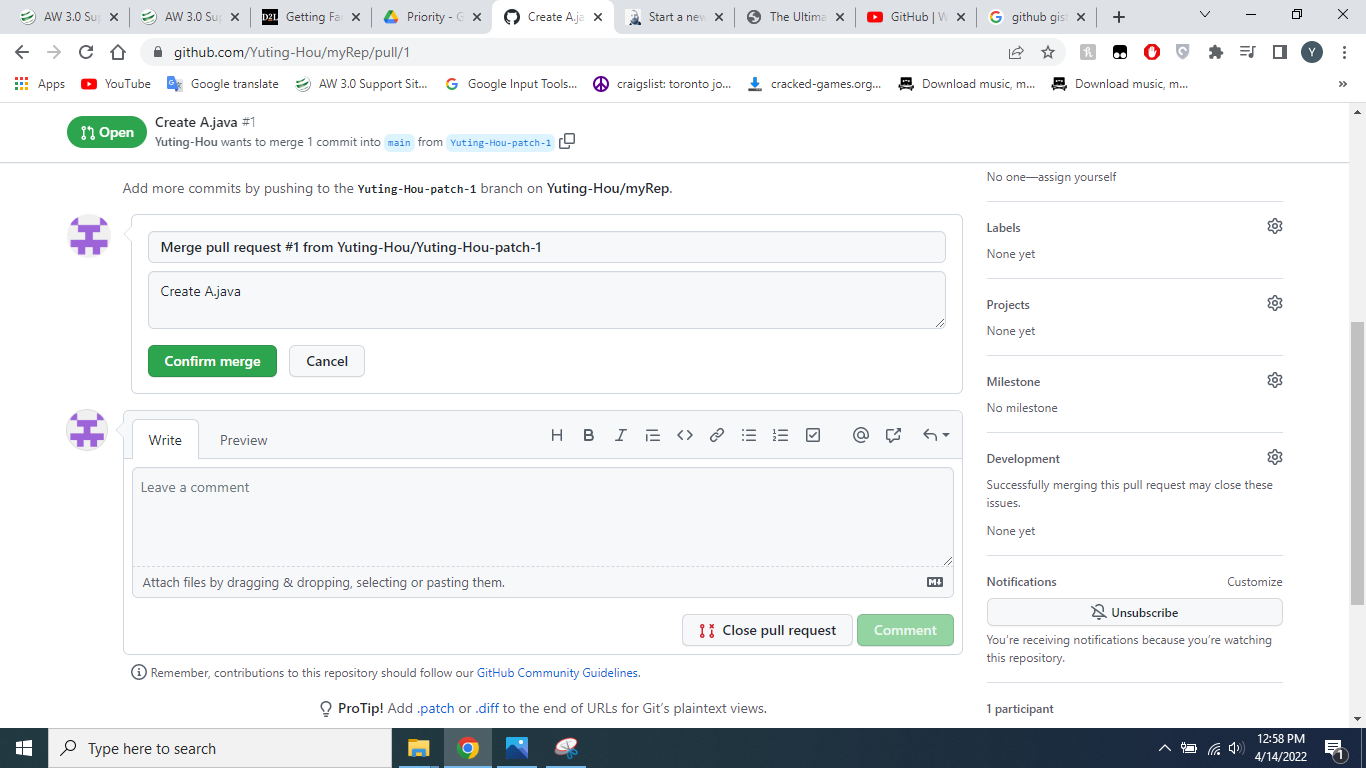 AW 3.0 Sup
AW 3.0 Sup
D2L Getting Fa
Priority - G
Create A.ja
Start a new
The Ultima
GitHub | W
github gist
github.com/Yuting-Hou/myRep/pull/1
Y
Apps
YouTube
Google translate
AW 3.0 Support Sit...
Google Input Tools...
craigslist: toronto jo...
cracked-games.org...
Download music, m...
Download music, m...
»
Open
Create A.java #1
Yuting-Hou wants to merge 1 commit into main from Yuting-Hou-patch-1
Add more commits by pushing to the Yuting-Hou-patch-1 branch on Yuting-Hou/myRep.
Merge pull request #1 from Yuting-Hou/Yuting-Hou-patch-1
Create A.java
Confirm merge
Cancel
Write
Preview
H B I
Leave a comment
Attach files by dragging & dropping, selecting or pasting them.
Close pull request
Comment
Remember, contributions to this repository should follow our GitHub Community Guidelines.
ProTip! Add .patch or .diff to the end of URLs for Git's plaintext views.
No one—assign yourself
Labels
None yet
Projects
None yet
Milestone
No milestone
Development
Successfully merging this pull request may close these
issues.
None yet
Notifications
Customize
Unsubscribe
You're receiving notifications because you're watching
this repository.
1 participant
Type here to search
12:58 PM
4/14/2022
1